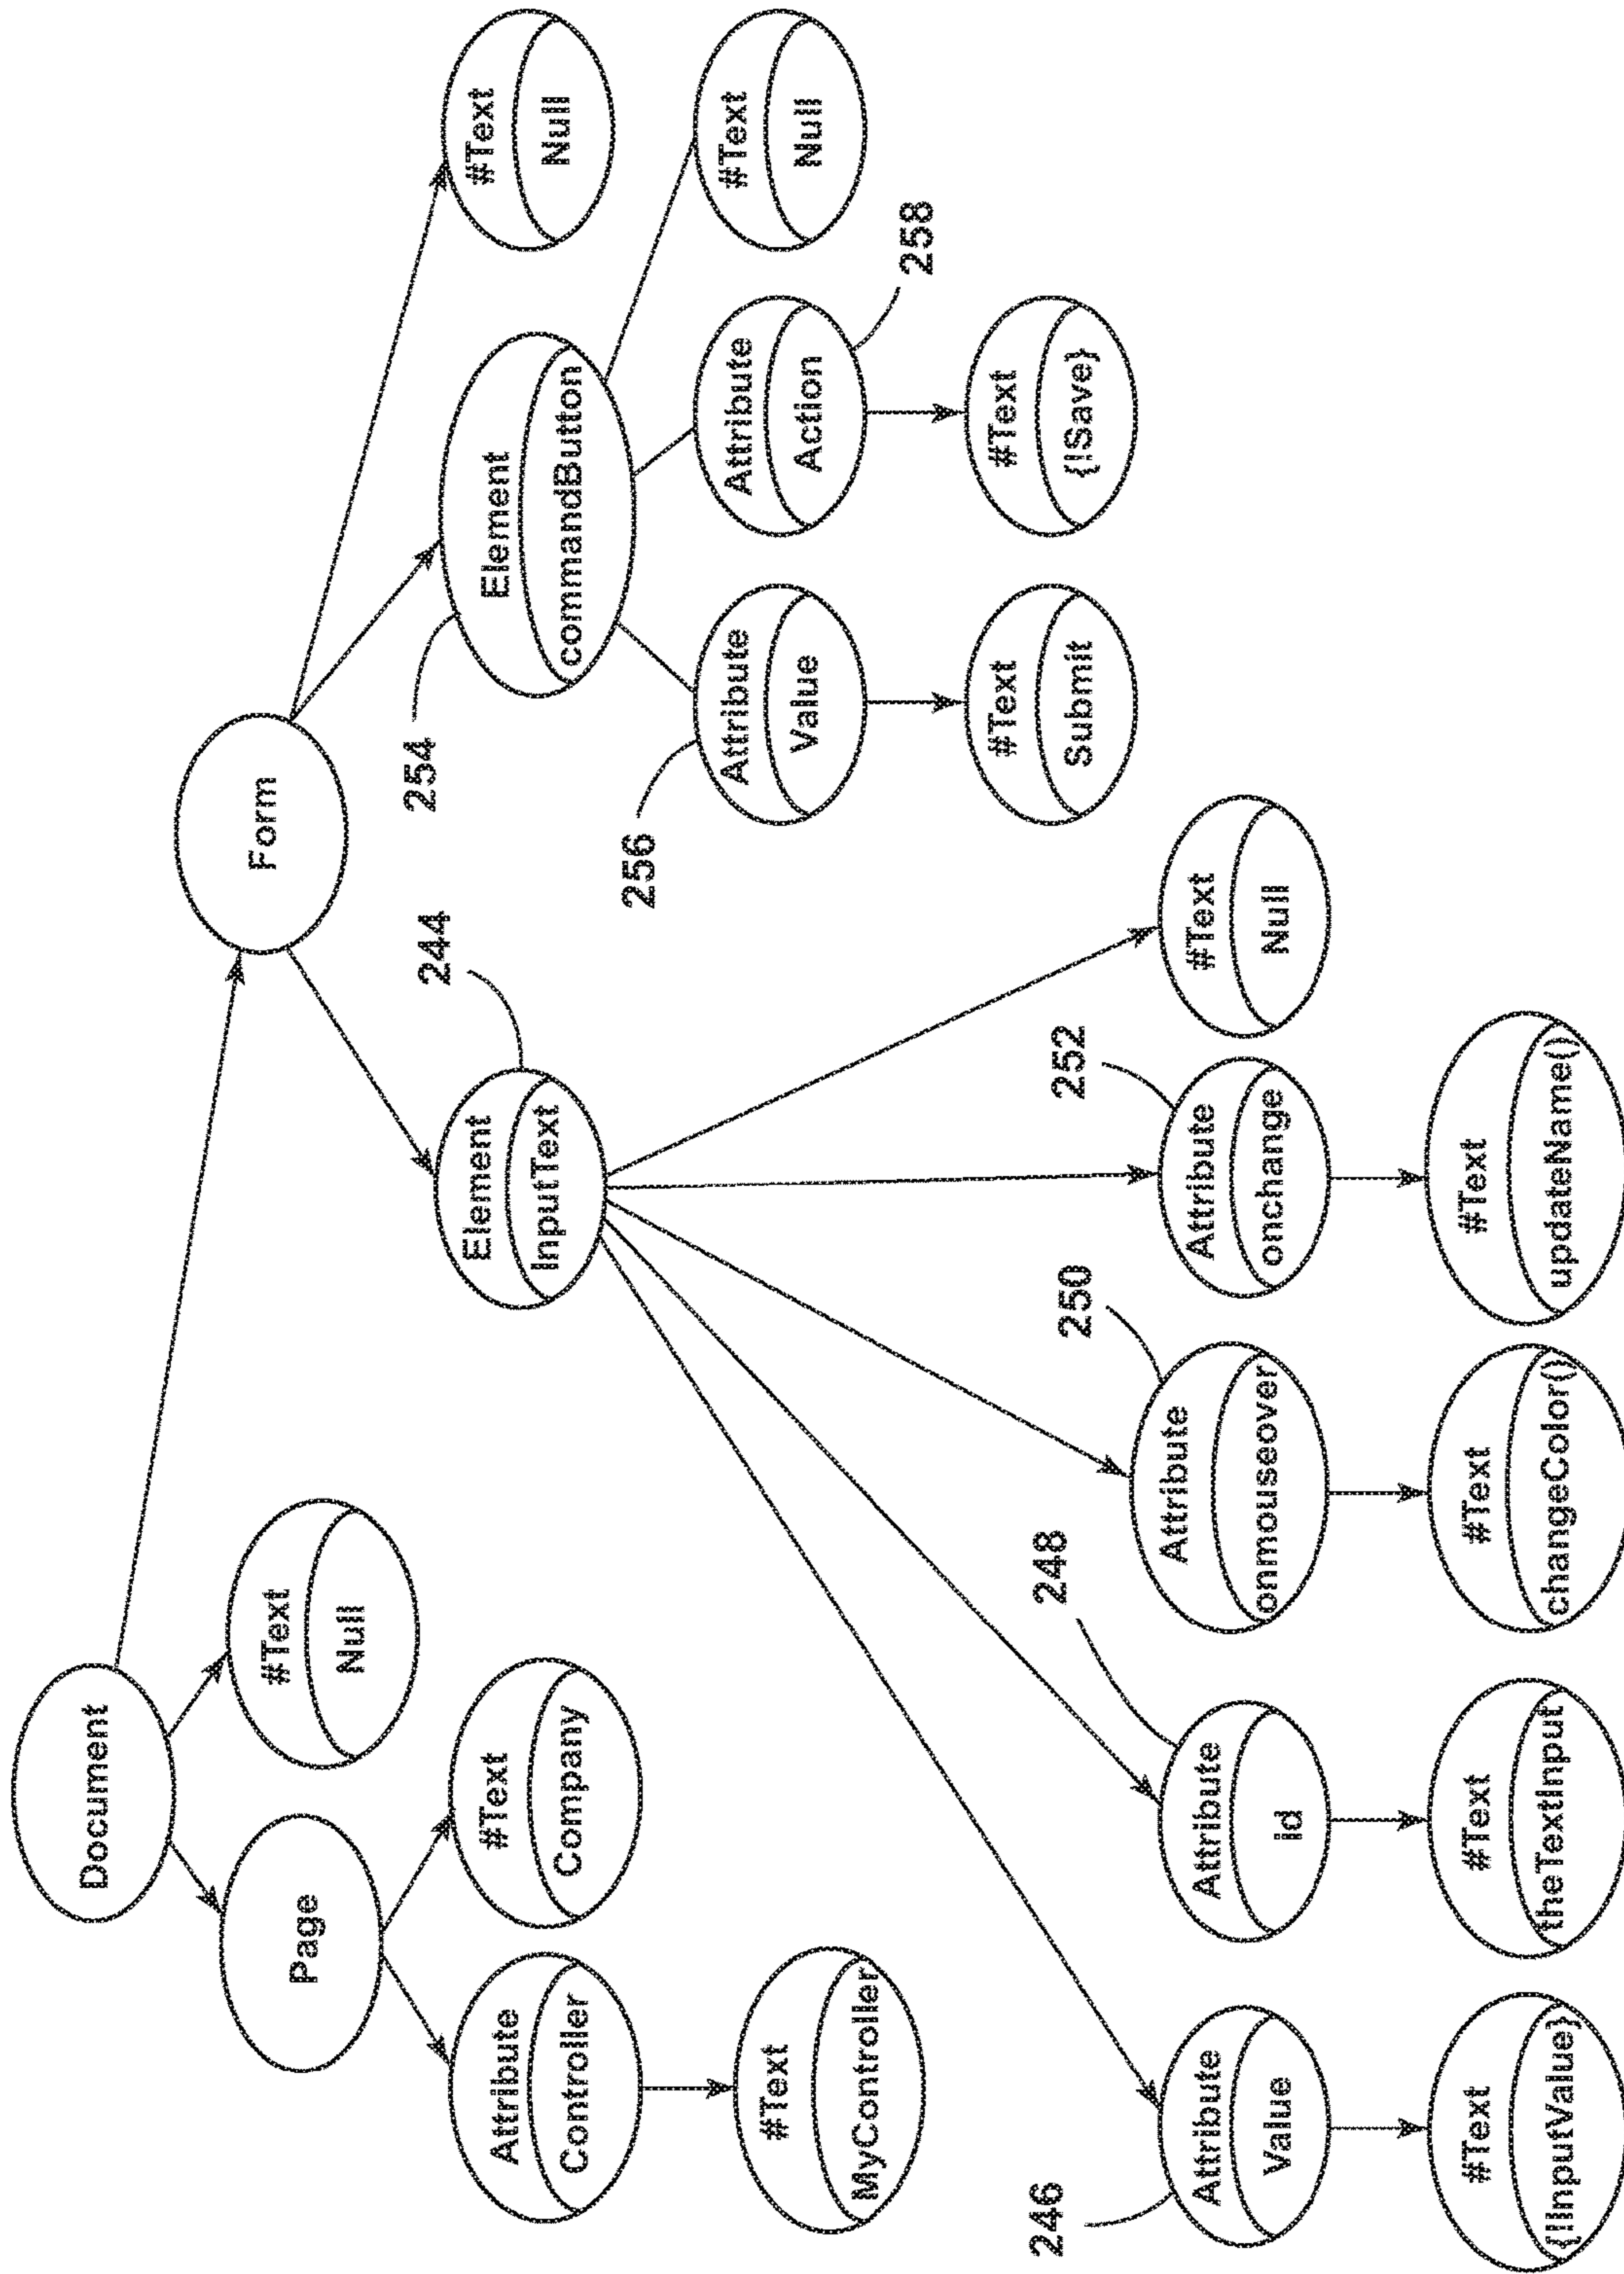 Document
Page
#Text
Null
Form
Attribute
Controller
#Text
Company
Element
InputText
244
254
Element
commandButton
#Text
Null
#Text
MyController
256
Attribute
Value
Attribute
Action
258
#Text
Null
#Text
Submit
#Text
{!Save}
246
Attribute
Value
248
Attribute
id
250
Attribute
onmouseover
252
Attribute
onchange
#Text
Null
#Text
{!InputValue}
#Text
theTextInput
#Text
changeColor()
#Text
updateName()